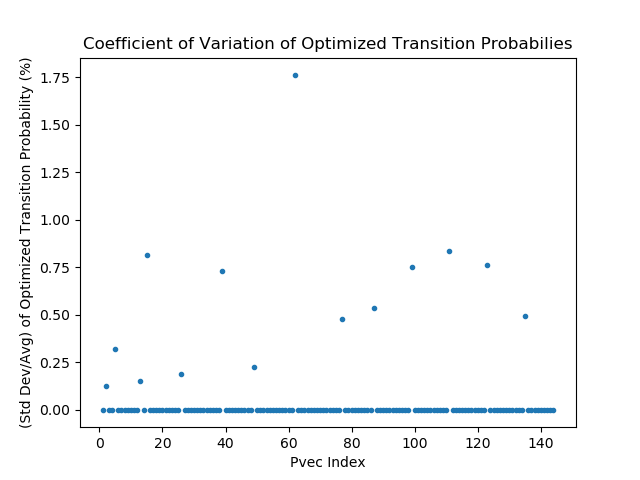 Coefficient of Variation of Optimized Transition Probabilies
(Std Dev/Avg) of Optimized Transition Probability (%)
1.75
1.50
1.25
1.00
0.75
0.50
0.25
0.00
0 20 40 60 80 100 120 140
Pvec Index